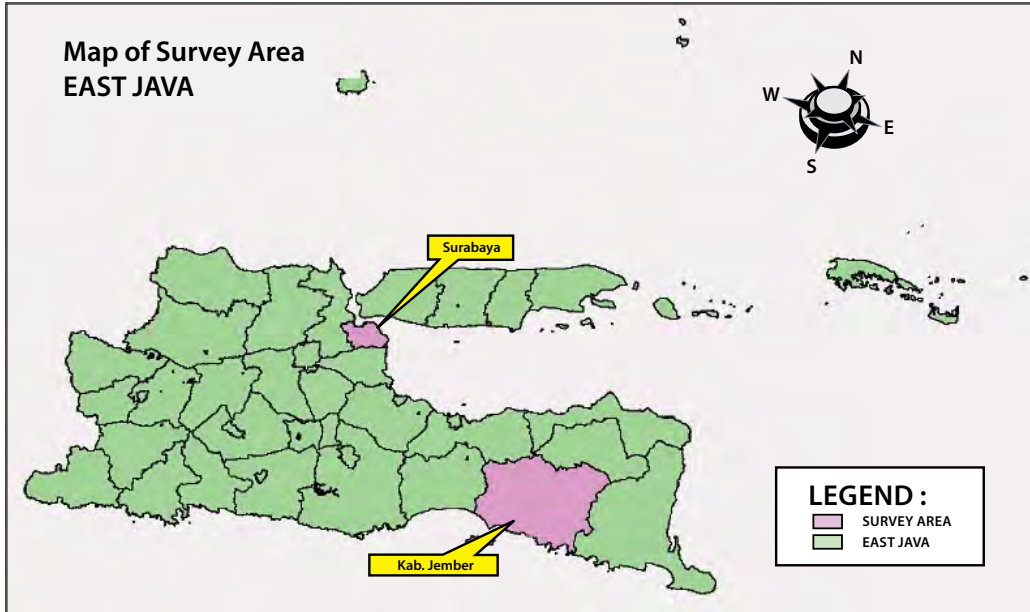 Map of Survey Area
EAST JAVA
N
W
E
S
Surabaya
Kab. Jember
LEGEND :
SURVEY AREA
EAST JAVA